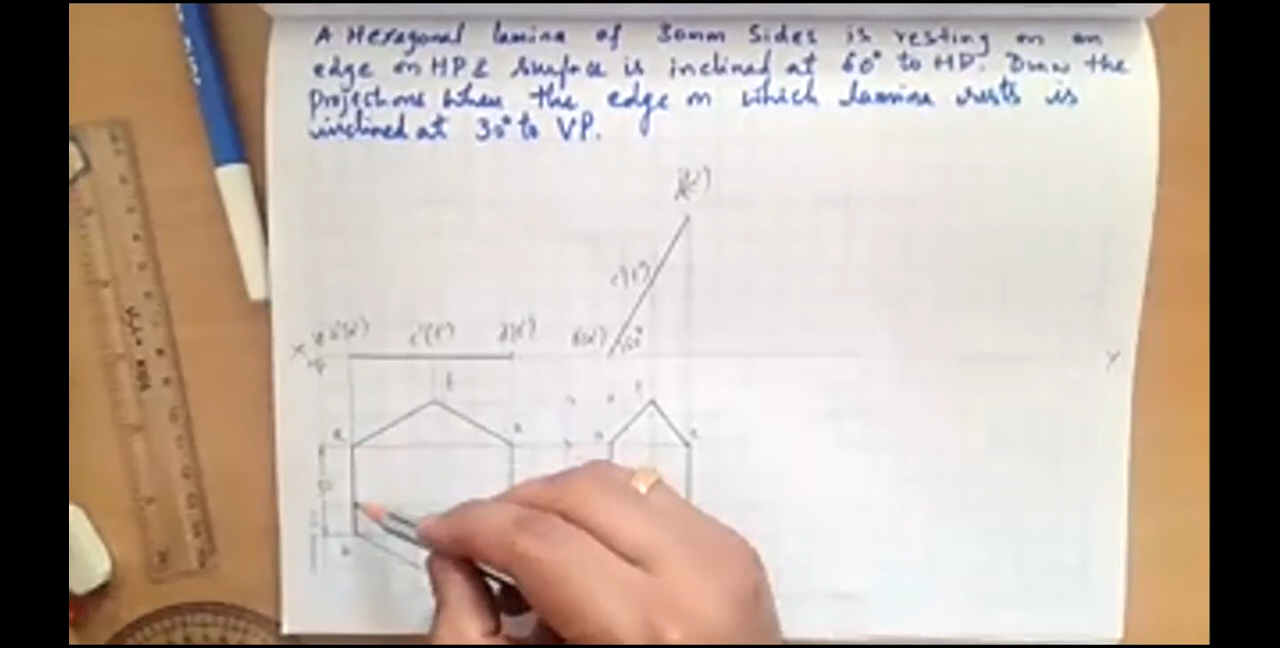 A Hexagonal lamina of 30mm Sides is resting on an
edge on HP & surface is inclined at 60° to HP. Draw the
Projections when the edge on which lamina rests is
inclined at 30° to VP.
c'(f')
b'(a') c'(f') d'(e') b'(a') 60°
X Y
f f
a e a e
b